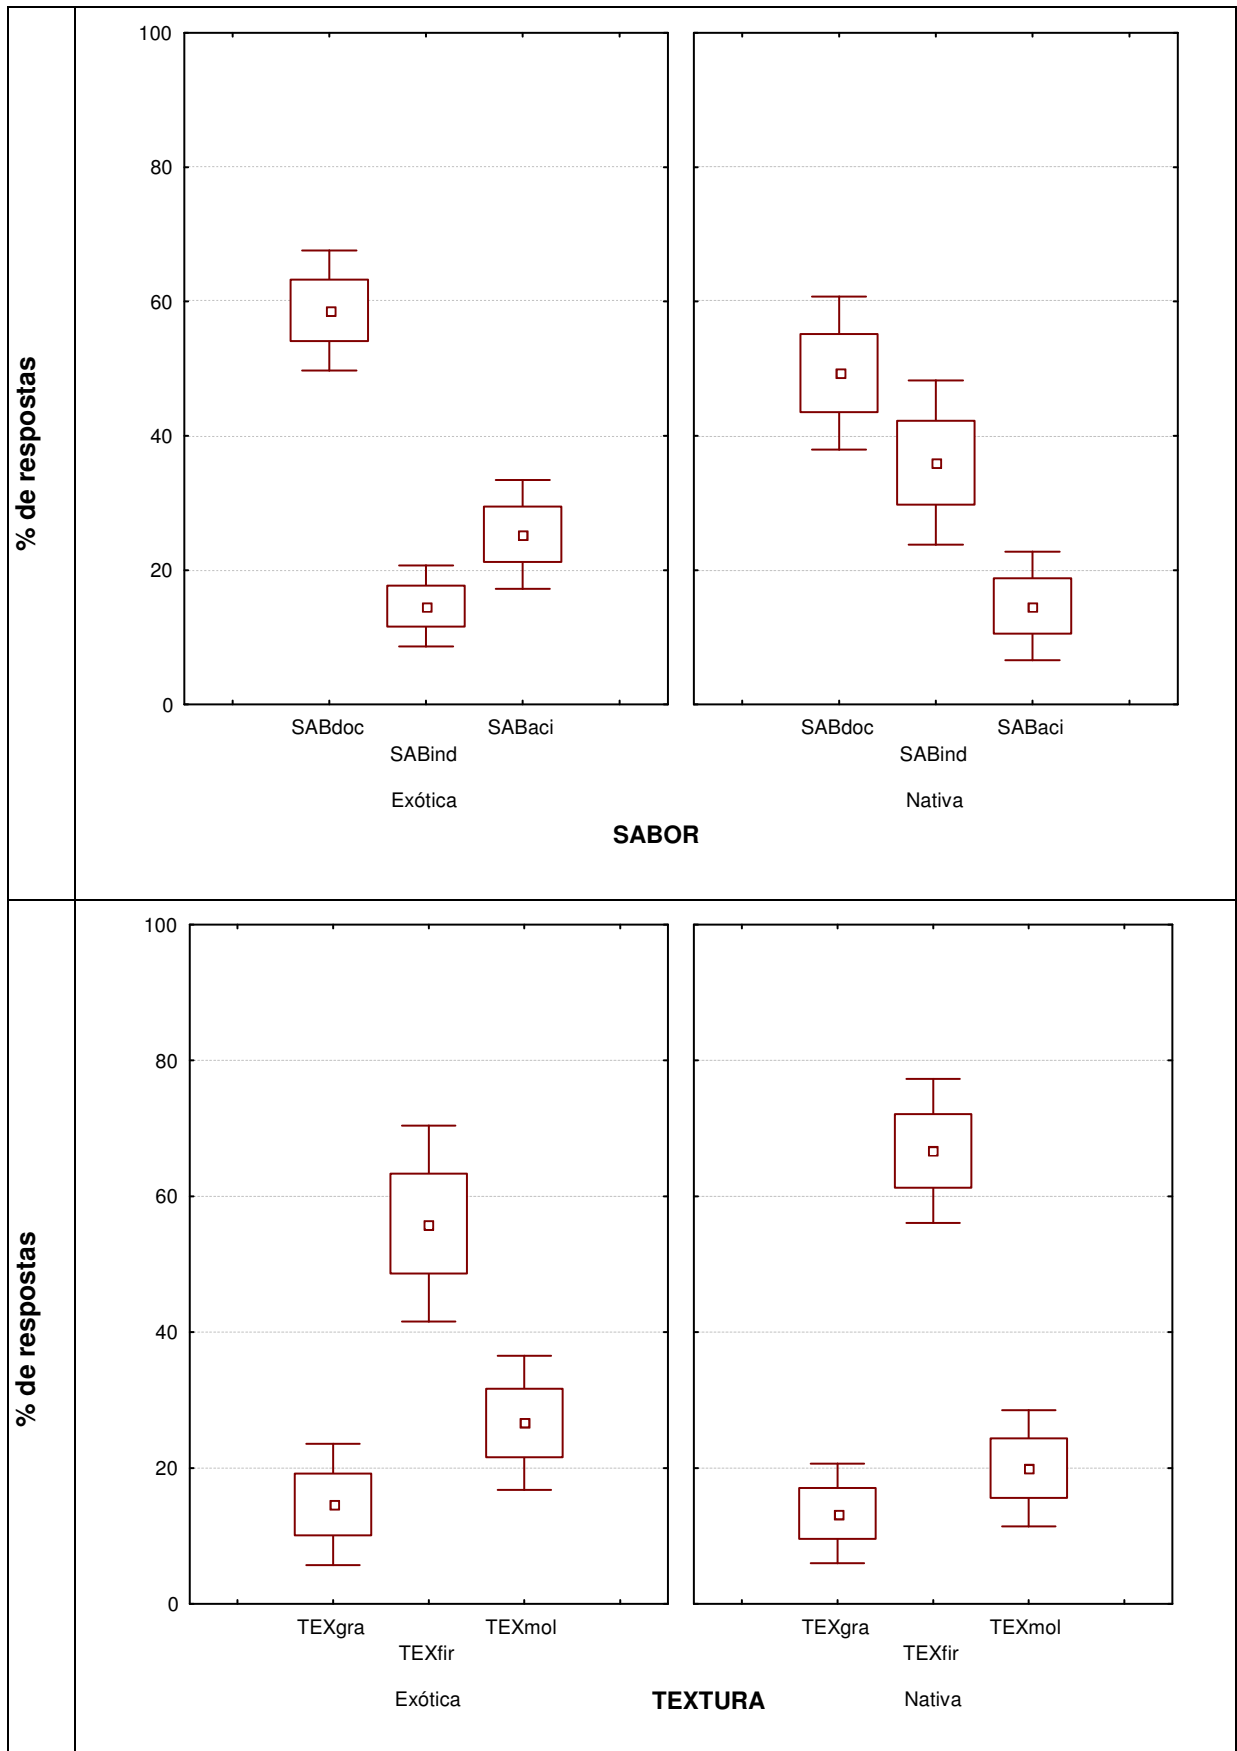 % de respostas
100
80
60
40
20
0
SABdoc SABaci SABdoc SABaci
SABind SABind
Exótica Nativa
SABOR
% de respostas
100
80
60
40
20
0
TEXgra TEXmol TEXgra TEXmol
TEXfir TEXfir
Exótica TEXTURA Nativa